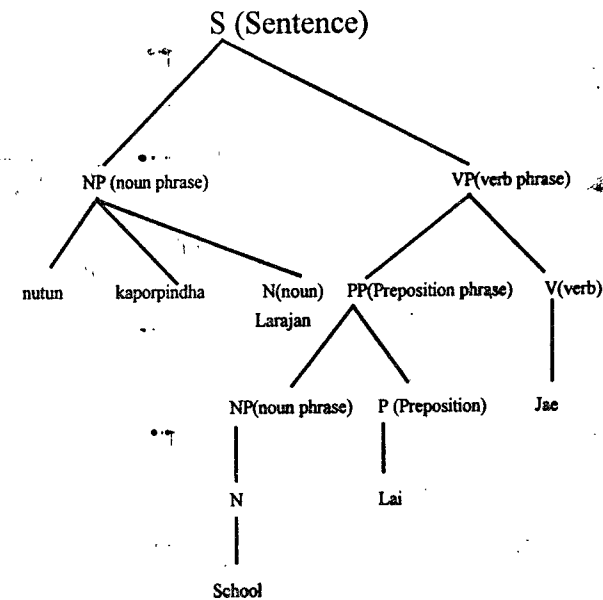 S (Sentence)
NP (noun phrase)
VP(verb phrase)
nutun
kaporpindha
N(noun)
PP(Preposition phrase)
V(verb)
Larajan
NP(noun phrase)
P (Preposition)
Jae
N
Lai
School